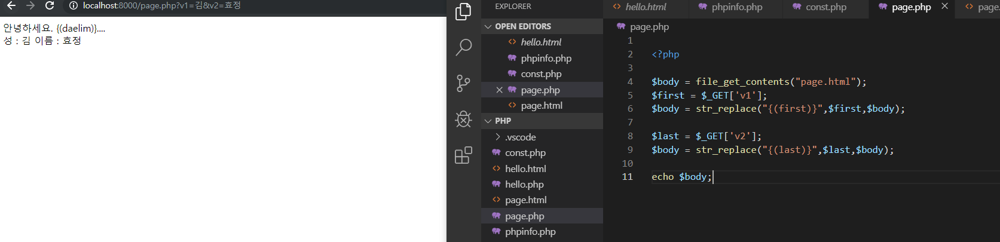 localhost:8000/page.php?v1=김&v2=효정
안녕하세요. {(daelim)}....
성 : 김 이름 : 효정
EXPLORER
OPEN EDITORS
hello.html
phpinfo.php
const.php
page.php
page.html
PHP
.vscode
const.php
hello.html
hello.php
page.html
page.php
phpinfo.php
hello.html phpinfo.php const.php page.php page.
page.php
1
2 <?php
3
4 $body = file_get_contents("page.html");
5 $first = $_GET['v1'];
6 $body = str_replace("{(first)}",$first,$body);
7
8 $last = $_GET['v2'];
9 $body = str_replace("{(last)}",$last,$body);
10
11 echo $body;